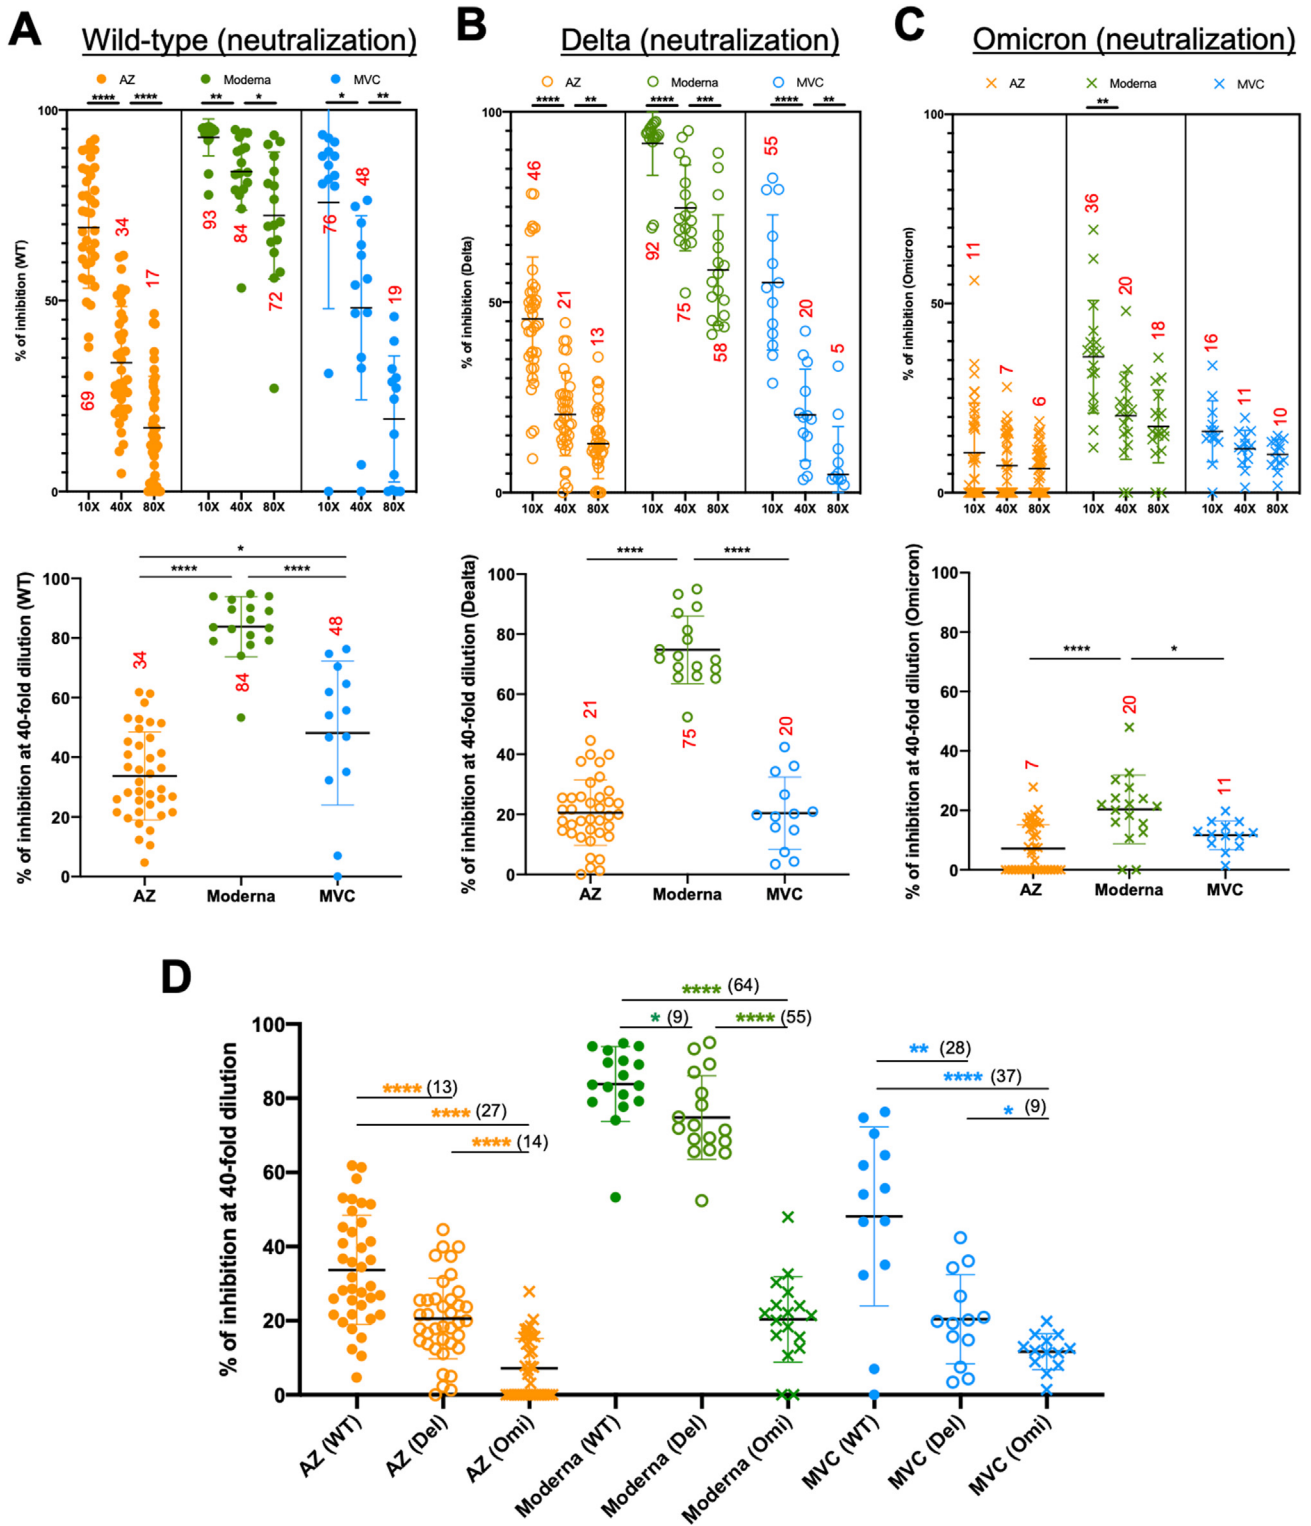 A
Wild-type (neutralization)
AZ
Moderna
MVC
**** **** ** * * **
% of inhibition (WT)
100
50
0
69
34
17
93
84
72
76
48
19
10X 40X 80X 10X 40X 80X 10X 40X 80X
B
Delta (neutralization)
AZ
Moderna
MVC
**** ** **** *** **** **
% of inhibition (Delta)
100
50
0
46
21
13
92
75
58
55
20
5
10X 40X 80X 10X 40X 80X 10X 40X 80X
C
Omicron (neutralization)
AZ
Moderna
MVC
**
% of inhibition (Omicron)
100
50
0
11
7
6
36
20
18
16
11
10
10X 40X 80X 10X 40X 80X 10X 40X 80X
% of inhibition at 40-fold dilution (WT)
*
**** ****
100
80
60
40
20
0
34
84
48
AZ Moderna MVC
% of inhibition at 40-fold dilution (Dealta)
**** ****
100
80
60
40
20
0
21
75
20
AZ Moderna MVC
% of inhibition at 40-fold dilution (Omicron)
**** *
100
80
60
40
20
0
7
20
11
AZ Moderna MVC
D
% of inhibition at 40-fold dilution
100
80
60
40
20
0
**** (13)
**** (27)
**** (14)
**** (64)
* (9)
**** (55)
** (28)
**** (37)
* (9)
AZ (WT)
AZ (Del)
AZ (Omi)
Moderna (WT)
Moderna (Del)
Moderna (Omi)
MVC (WT)
MVC (Del)
MVC (Omi)